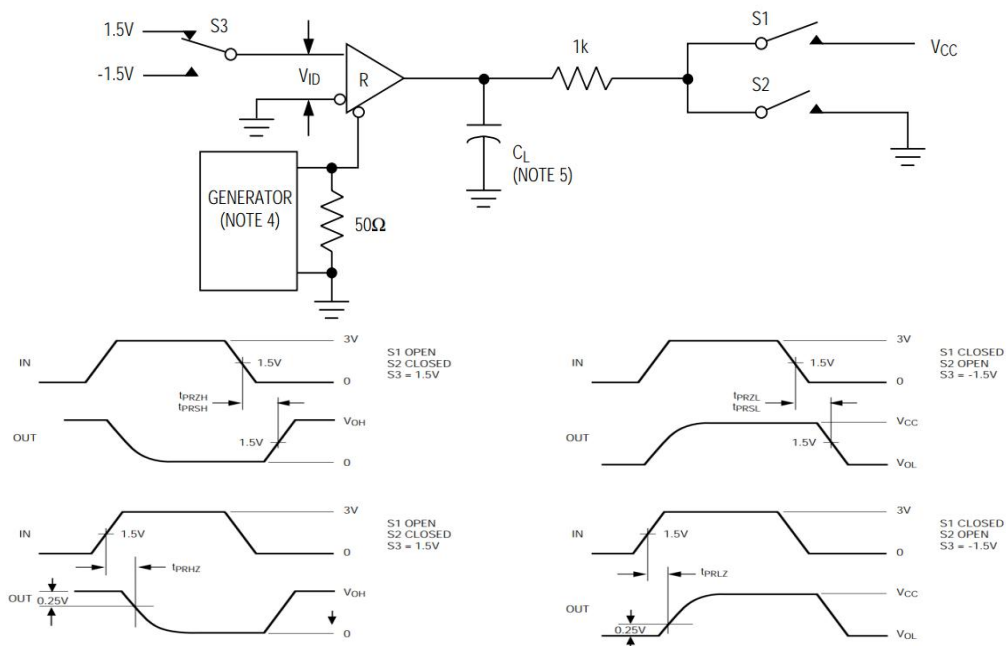 1.5V
S3
-1.5V
V_ID
R
1k
S1
V_CC
S2
C_L
(NOTE 5)
GENERATOR
(NOTE 4)
50Ω
IN
3V
1.5V
0
S1 OPEN
S2 CLOSED
S3 = 1.5V
t_PRZH
t_PRSH
OUT
V_OH
1.5V
0
IN
3V
1.5V
0
S1 CLOSED
S2 OPEN
S3 = -1.5V
t_PRZL
t_PRSL
OUT
V_CC
1.5V
V_OL
IN
3V
1.5V
0
S1 OPEN
S2 CLOSED
S3 = 1.5V
t_PRHZ
OUT
0.25V
V_OH
0
IN
3V
1.5V
0
S1 CLOSED
S2 OPEN
S3 = -1.5V
t_PRLZ
OUT
0.25V
V_CC
V_OL